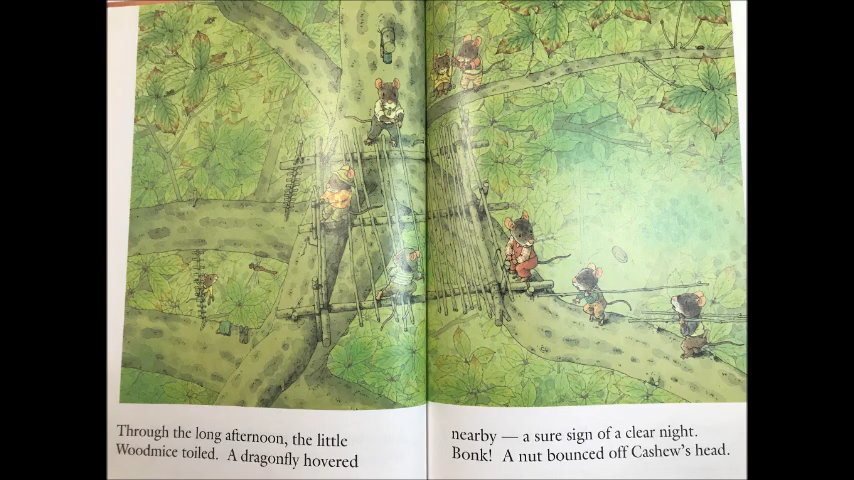 Through the long afternoon, the little
Woodmice toiled. A dragonfly hovered
nearby — a sure sign of a clear night.
Bonk! A nut bounced off Cashew's head.